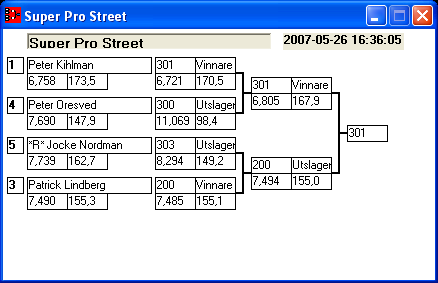 Super Pro Street
Super Pro Street 2007-05-26 16:36:05
1 Peter Kihlman 301 Vinnare
6,758 173,5 6,721 170,5
301 Vinnare
6,805 167,9
4 Peter Oresved 300 Utslager
7,690 147,9 11,069 98,4
301
5 *R* Jocke Nordman 303 Utslager
7,739 162,7 8,294 149,2
200 Utslager
7,494 155,0
3 Patrick Lindberg 200 Vinnare
7,490 155,3 7,485 155,1